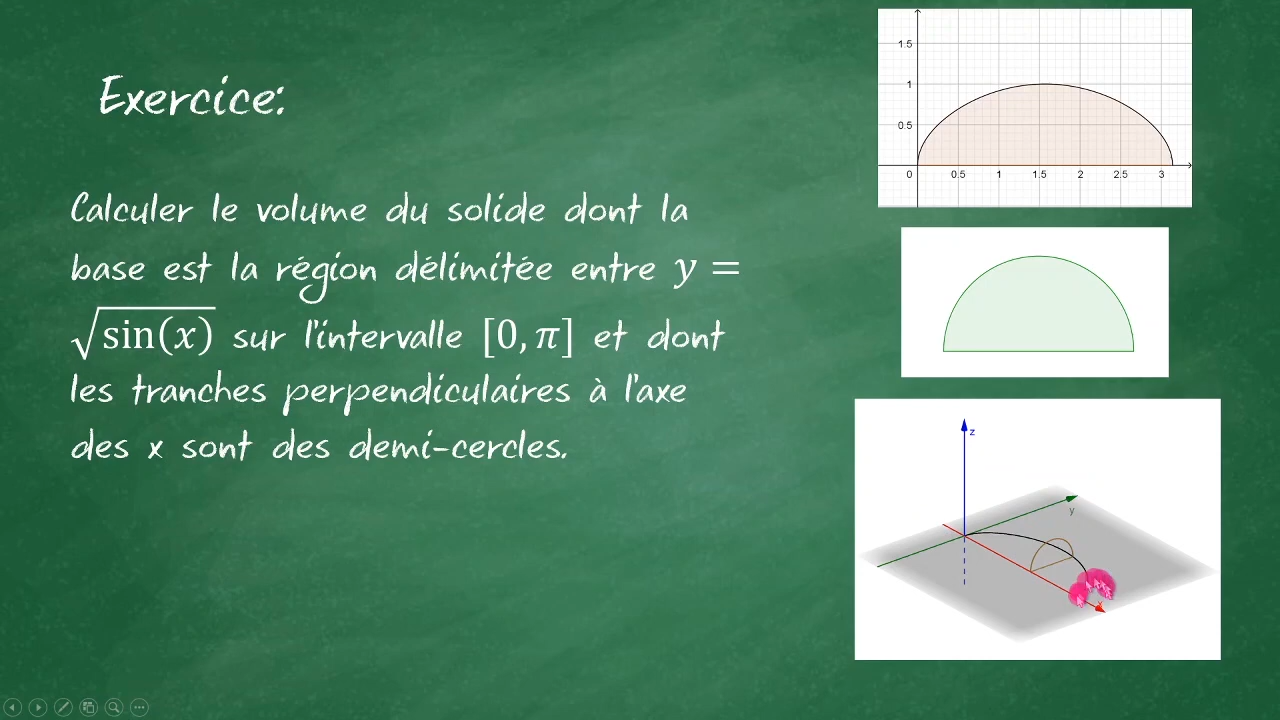 Exercice:
Calculer le volume du solide dont la
base est la région délimitée entre y =
√sin(x) sur l'intervalle [0, π] et dont
les tranches perpendiculaires à l'axe
des x sont des demi-cercles.
1.5
1
0.5
0 0.5 1 1.5 2 2.5 3
z
y
x